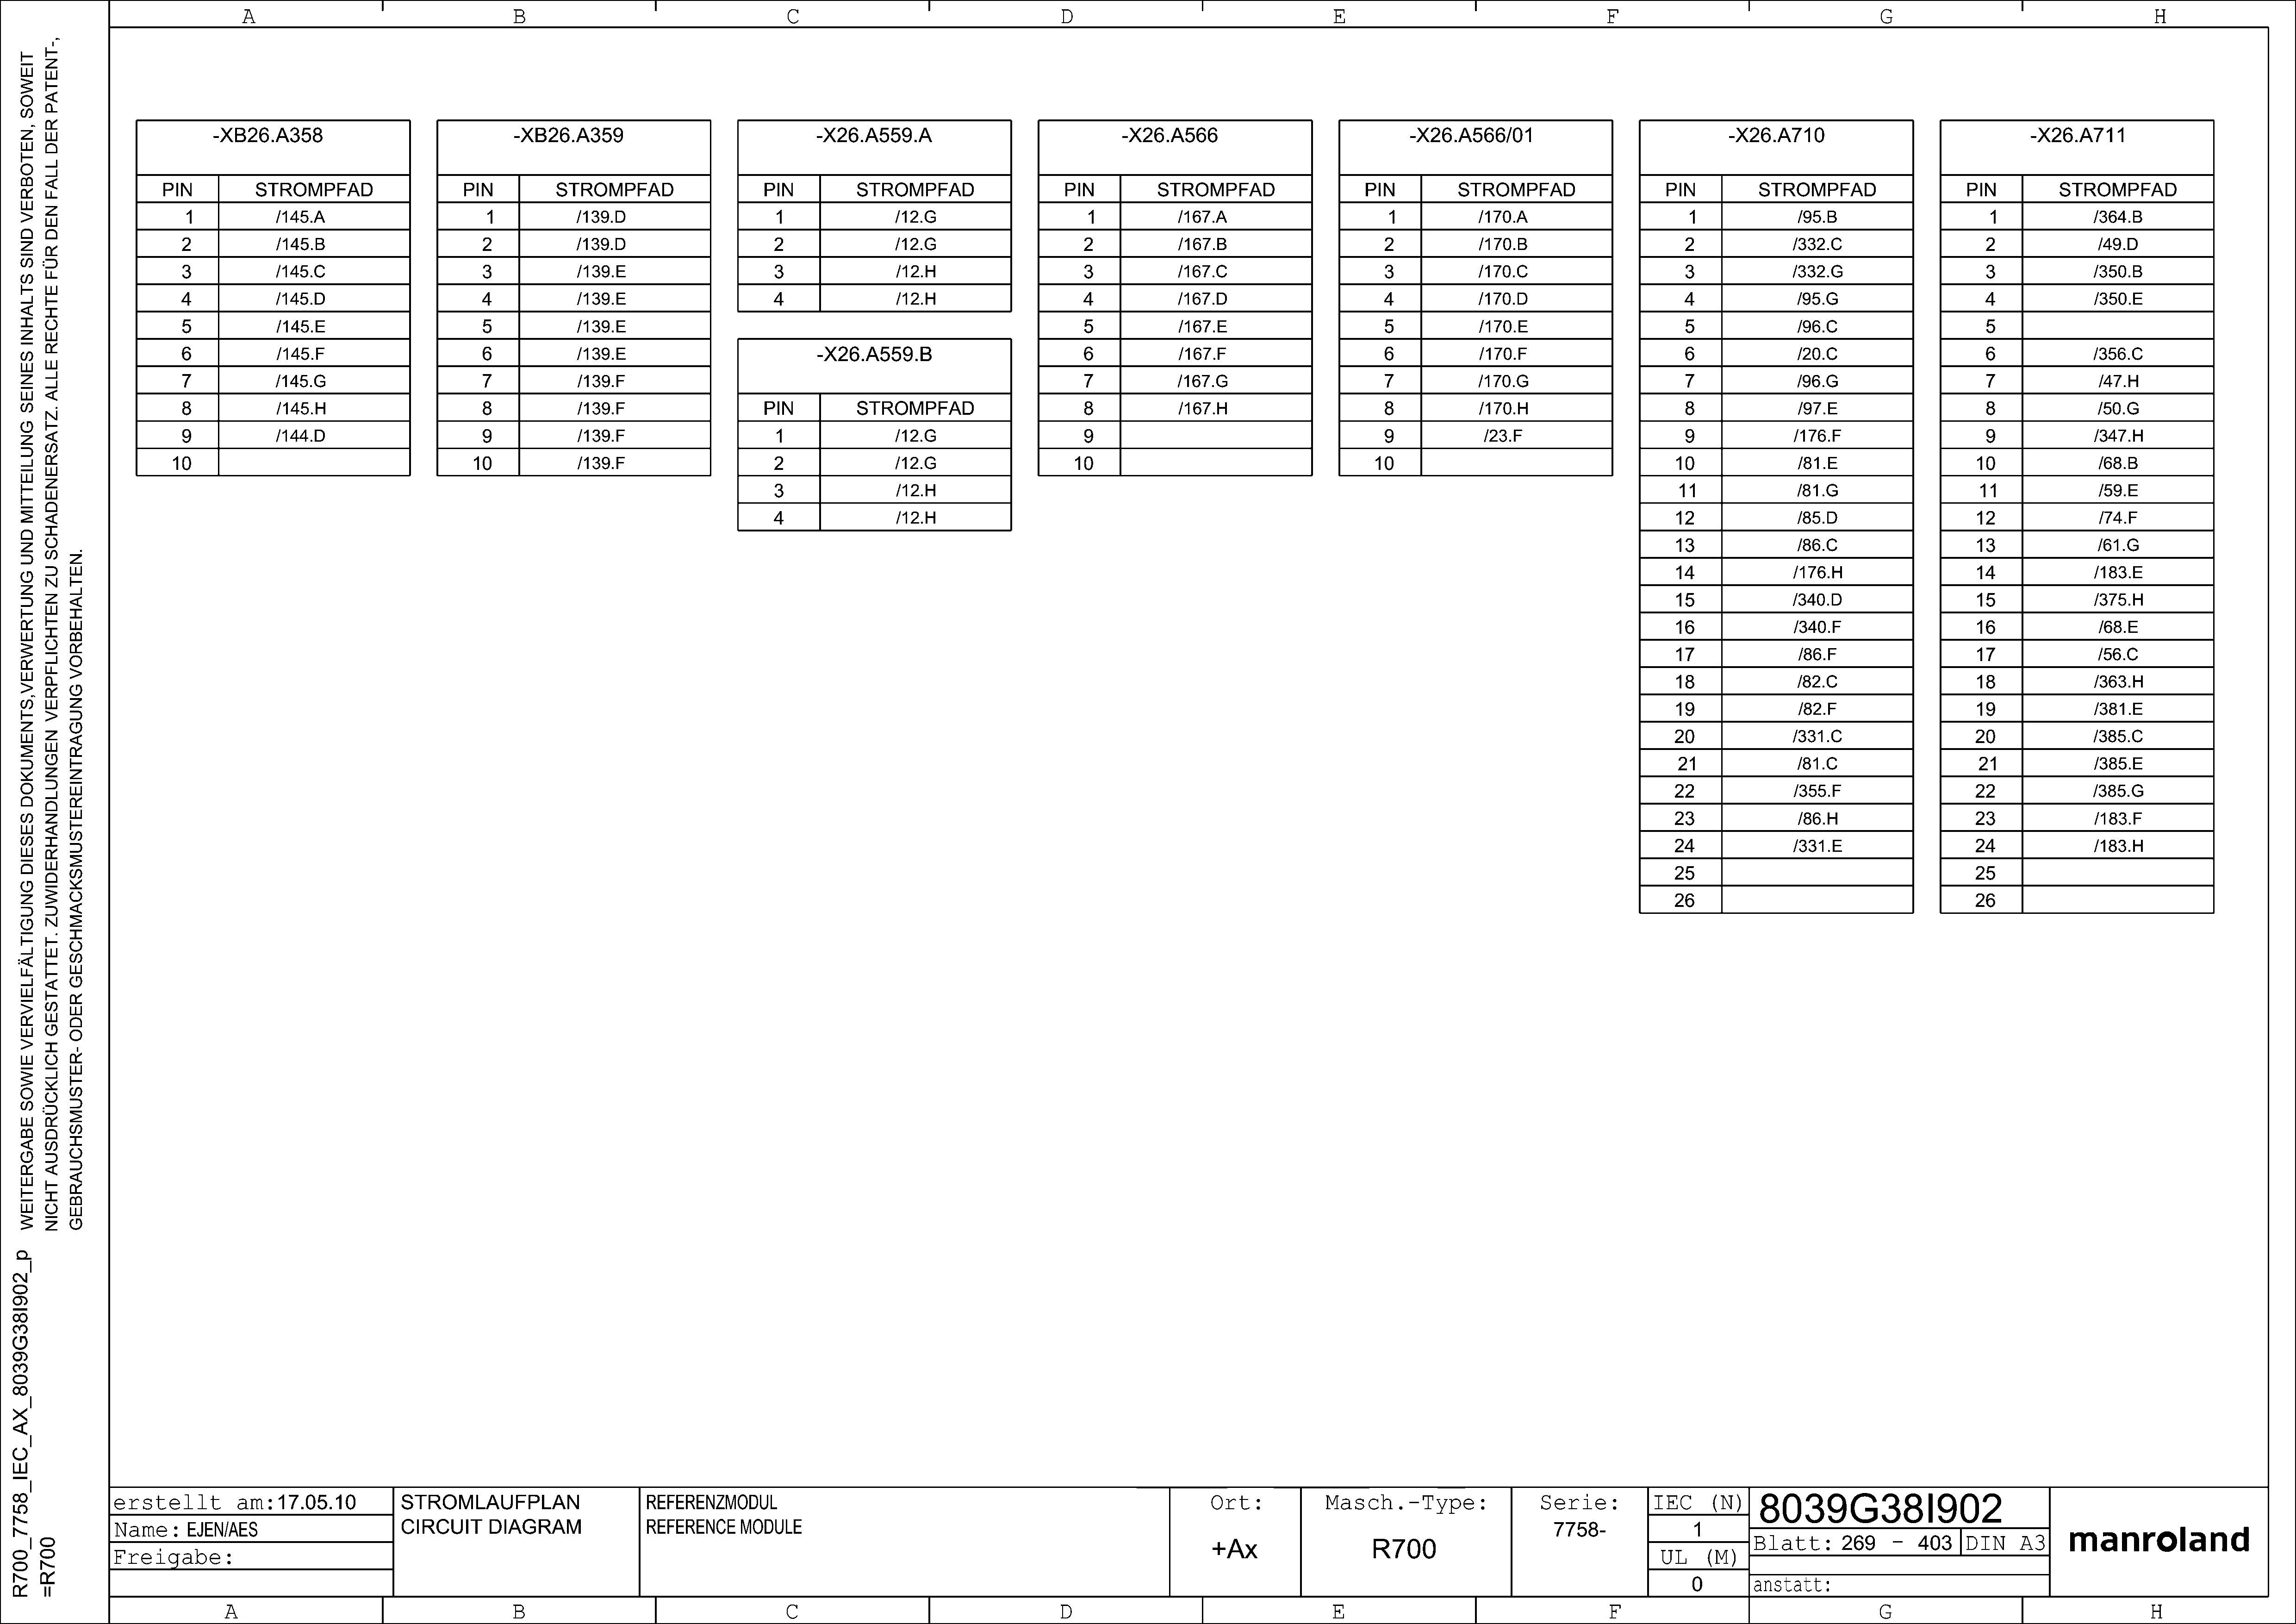 A B C D E F G H
WEITERGABE SOWIE VERVIELFÄLTIGUNG DIESES DOKUMENTS,VERWERTUNG UND MITTEILUNG SEINES INHALTS SIND VERBOTEN, SOWEIT
NICHT AUSDRÜCKLICH GESTATTET. ZUWIDERHANDLUNGEN VERPFLICHTEN ZU SCHADENERSATZ. ALLE RECHTE FÜR DEN FALL DER PATENT-,
GEBRAUCHSMUSTER- ODER GESCHMACKSMUSTEREINTRAGUNG VORBEHALTEN.
R700_7758_IEC_AX_8039G38I902_p
=R700
-XB26.A358
PIN STROMPFAD
1 /145.A
2 /145.B
3 /145.C
4 /145.D
5 /145.E
6 /145.F
7 /145.G
8 /145.H
9 /144.D
10
-XB26.A359
PIN STROMPFAD
1 /139.D
2 /139.D
3 /139.E
4 /139.E
5 /139.E
6 /139.E
7 /139.F
8 /139.F
9 /139.F
10 /139.F
-X26.A559.A
PIN STROMPFAD
1 /12.G
2 /12.G
3 /12.H
4 /12.H
-X26.A559.B
PIN STROMPFAD
1 /12.G
2 /12.G
3 /12.H
4 /12.H
-X26.A566
PIN STROMPFAD
1 /167.A
2 /167.B
3 /167.C
4 /167.D
5 /167.E
6 /167.F
7 /167.G
8 /167.H
9
10
-X26.A566/01
PIN STROMPFAD
1 /170.A
2 /170.B
3 /170.C
4 /170.D
5 /170.E
6 /170.F
7 /170.G
8 /170.H
9 /23.F
10
-X26.A710
PIN STROMPFAD
1 /95.B
2 /332.C
3 /332.G
4 /95.G
5 /96.C
6 /20.C
7 /96.G
8 /97.E
9 /176.F
10 /81.E
11 /81.G
12 /85.D
13 /86.C
14 /176.H
15 /340.D
16 /340.F
17 /86.F
18 /82.C
19 /82.F
20 /331.C
21 /81.C
22 /355.F
23 /86.H
24 /331.E
25
26
-X26.A711
PIN STROMPFAD
1 /364.B
2 /49.D
3 /350.B
4 /350.E
5
6 /356.C
7 /47.H
8 /50.G
9 /347.H
10 /68.B
11 /59.E
12 /74.F
13 /61.G
14 /183.E
15 /375.H
16 /68.E
17 /56.C
18 /363.H
19 /381.E
20 /385.C
21 /385.E
22 /385.G
23 /183.F
24 /183.H
25
26
erstellt am:17.05.10
Name: EJEN/AES
Freigabe:
STROMLAUFPLAN
CIRCUIT DIAGRAM
REFERENZMODUL
REFERENCE MODULE
Ort:
+Ax
Masch.-Type:
R700
Serie:
7758-
IEC (N)
1
UL (M)
0
8039G38I902
Blatt: 269 - 403 DIN A3
anstatt:
manroland
A B C D E F G H